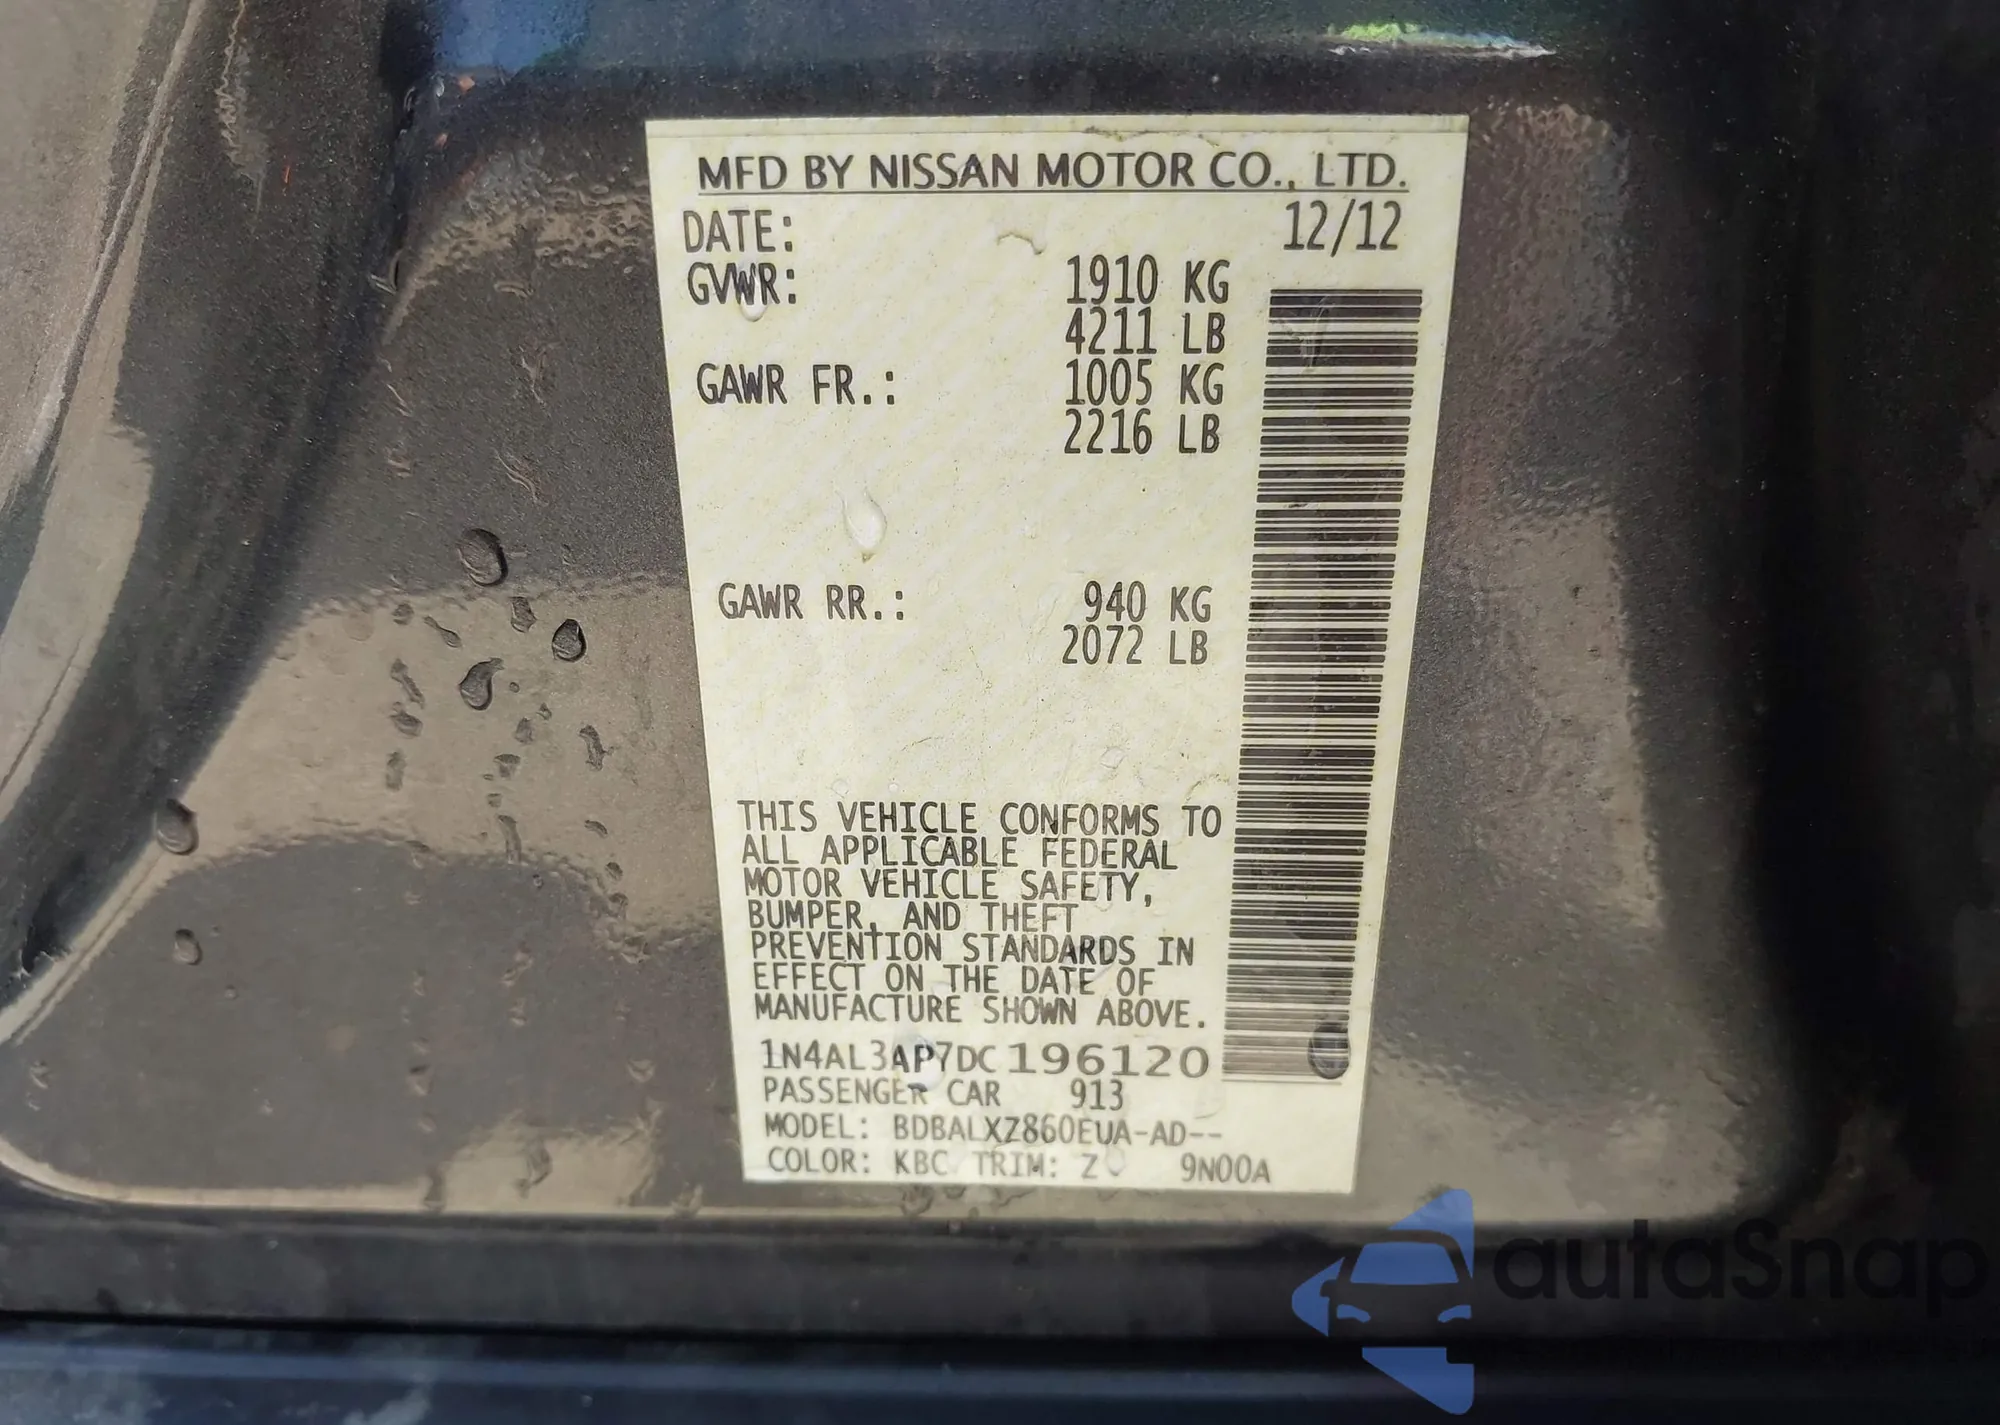 MFD BY NISSAN MOTOR CO., LTD.
DATE: 12/12
GVWR: 1910 KG
4211 LB
GAWR FR.: 1005 KG
2216 LB
GAWR RR.: 940 KG
2072 LB
THIS VEHICLE CONFORMS TO
ALL APPLICABLE FEDERAL
MOTOR VEHICLE SAFETY,
BUMPER, AND THEFT
PREVENTION STANDARDS IN
EFFECT ON THE DATE OF
MANUFACTURE SHOWN ABOVE.
1N4AL3AP7DC196120
PASSENGER CAR 913
MODEL: BDBALXZ860EUA-AD--
COLOR: KBC TRIM: Z 9N00A
autaSnap